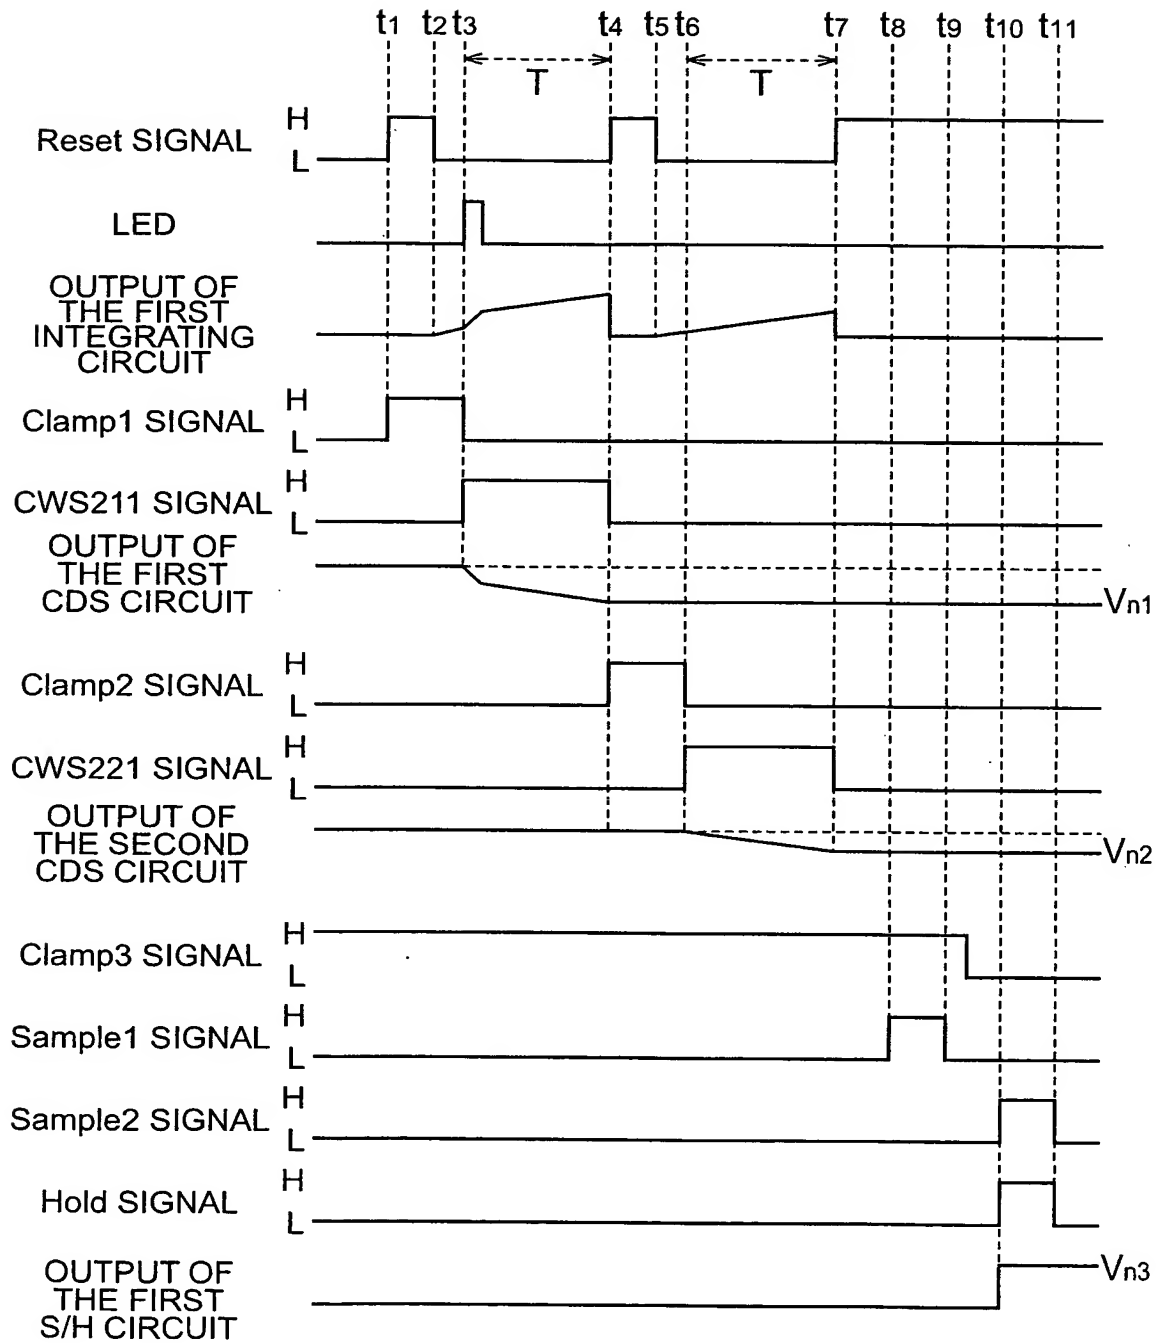 t1 t2 t3 t4 t5 t6 t7 t8 t9 t10 t11
T T
Reset SIGNAL H
L
LED
OUTPUT OF
THE FIRST
INTEGRATING
CIRCUIT
Clamp1 SIGNAL H
L
CWS211 SIGNAL H
L
OUTPUT OF
THE FIRST
CDS CIRCUIT
Vn1
Clamp2 SIGNAL H
L
CWS221 SIGNAL H
L
OUTPUT OF
THE SECOND
CDS CIRCUIT
Vn2
Clamp3 SIGNAL H
L
Sample1 SIGNAL H
L
Sample2 SIGNAL H
L
Hold SIGNAL H
L
OUTPUT OF
THE FIRST
S/H CIRCUIT
Vn3